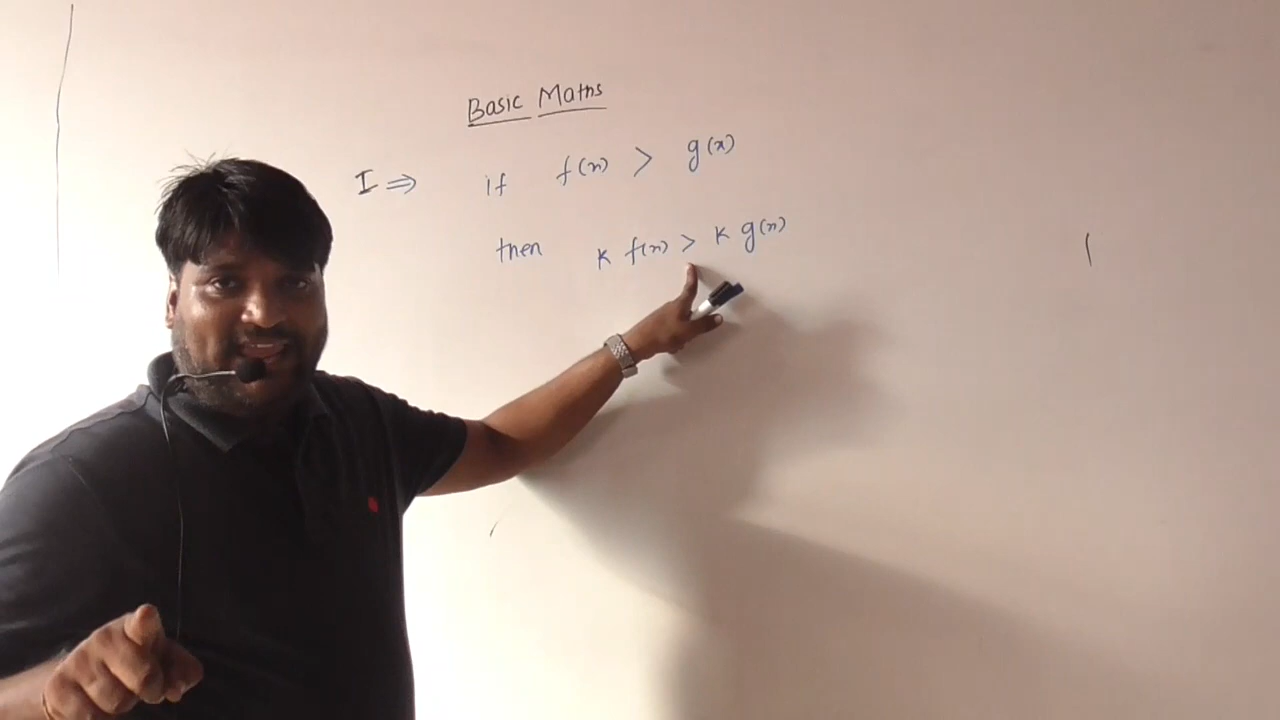 Basic Maths
I ⇒ if f(x) > g(x)
then K f(x) > K g(x)